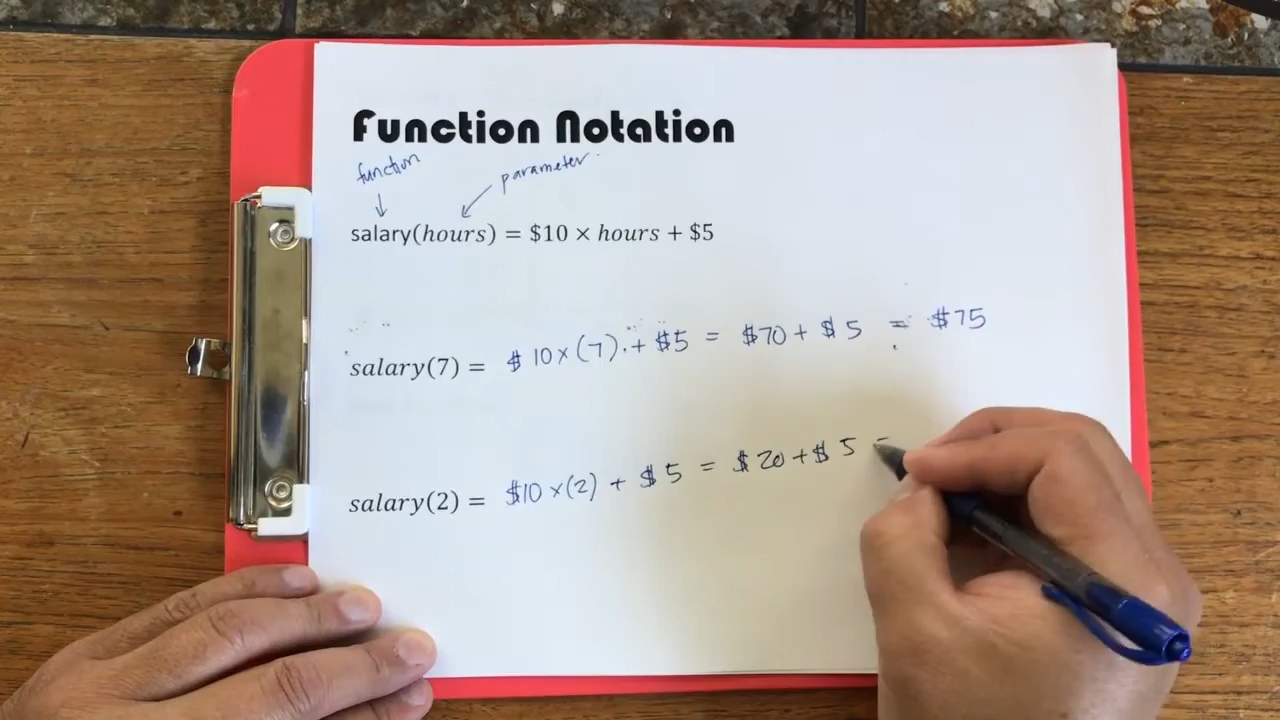 Function Notation
function
parameter
salary(hours) = $10 × hours + $5
salary(7) = $10×(7) + $5 = $70 + $5 = $75
salary(2) = $10×(2) + $5 = $20 + $5 =